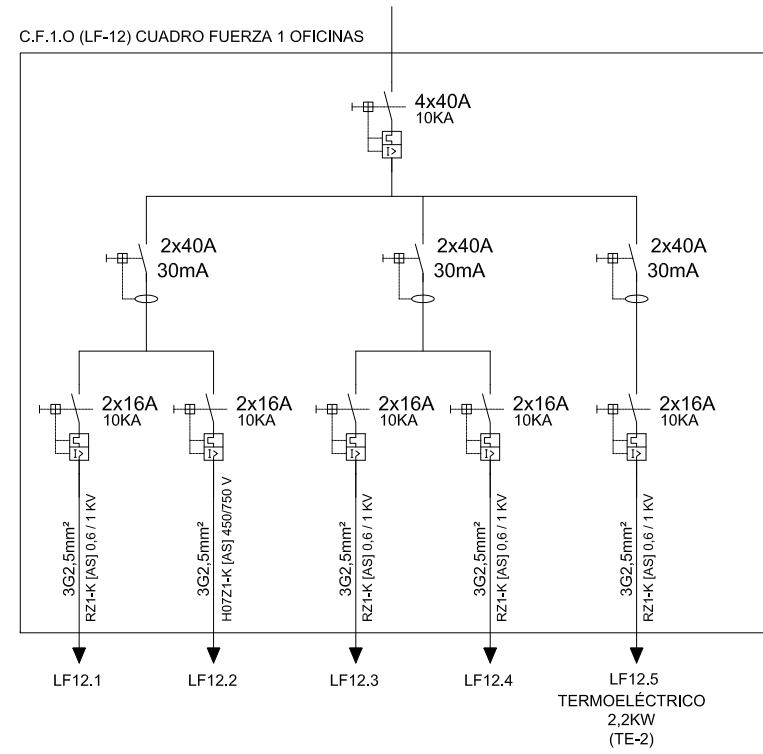 C.F.1.O (LF-12) CUADRO FUERZA 1 OFICINAS
4x40A
10KA
I>
2x40A
30mA
2x40A
30mA
2x40A
30mA
2x16A
10KA
I>
2x16A
10KA
I>
2x16A
10KA
I>
2x16A
10KA
I>
2x16A
10KA
I>
3G2,5mm²
RZ1-K [AS] 0,6 / 1 KV
3G2,5mm²
H07Z1-K [AS] 450/750 V
3G2,5mm²
RZ1-K [AS] 0,6 / 1 KV
3G2,5mm²
RZ1-K [AS] 0,6 / 1 KV
3G2,5mm²
RZ1-K [AS] 0,6 / 1 KV
LF12.1
LF12.2
LF12.3
LF12.4
LF12.5
TERMOELÉCTRICO
2,2KW
(TE-2)